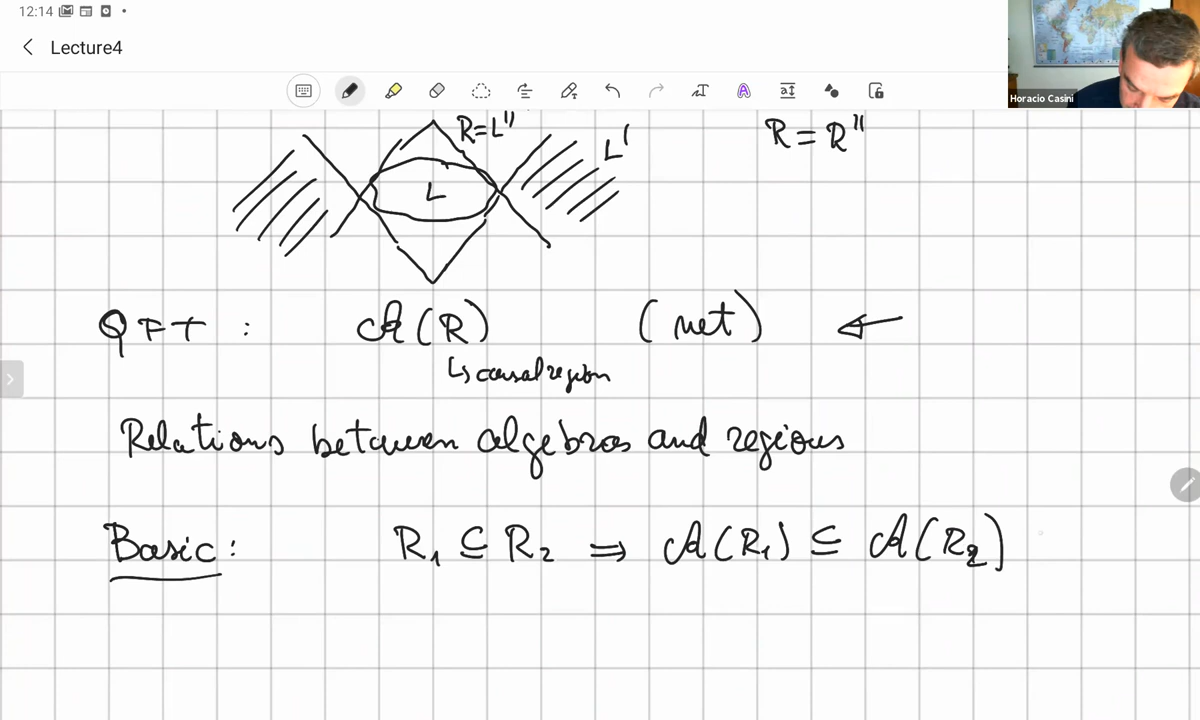 12:14
Lecture4
Horacio Casini
R=L'' L' R = R''
L
QFT : A(R) (net) ←
↳ causal region
Relations between algebras and regions
Basic: R₁ ⊆ R₂ ⇒ A(R₁) ⊆ A(R₂)